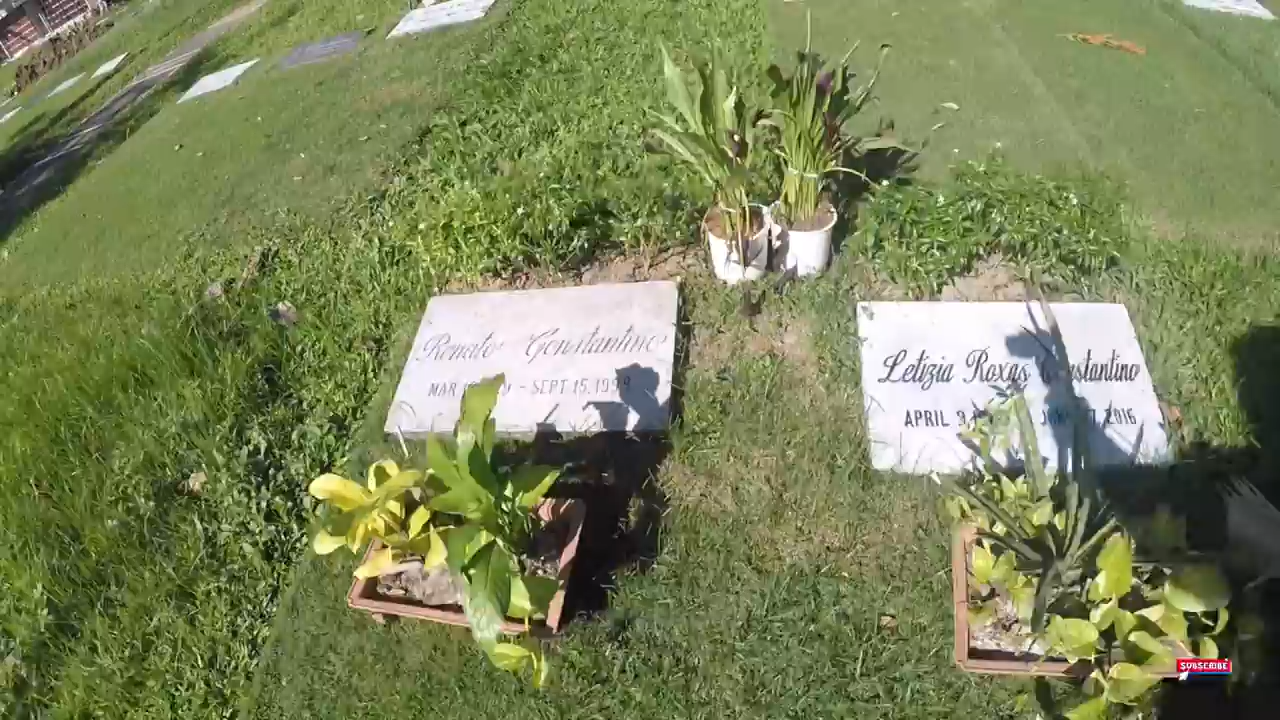 Renato Constantino
MAR - SEPT 15, 1999
Letizia Roxas Constantino
APRIL 9, 2016
SUBSCRIBE